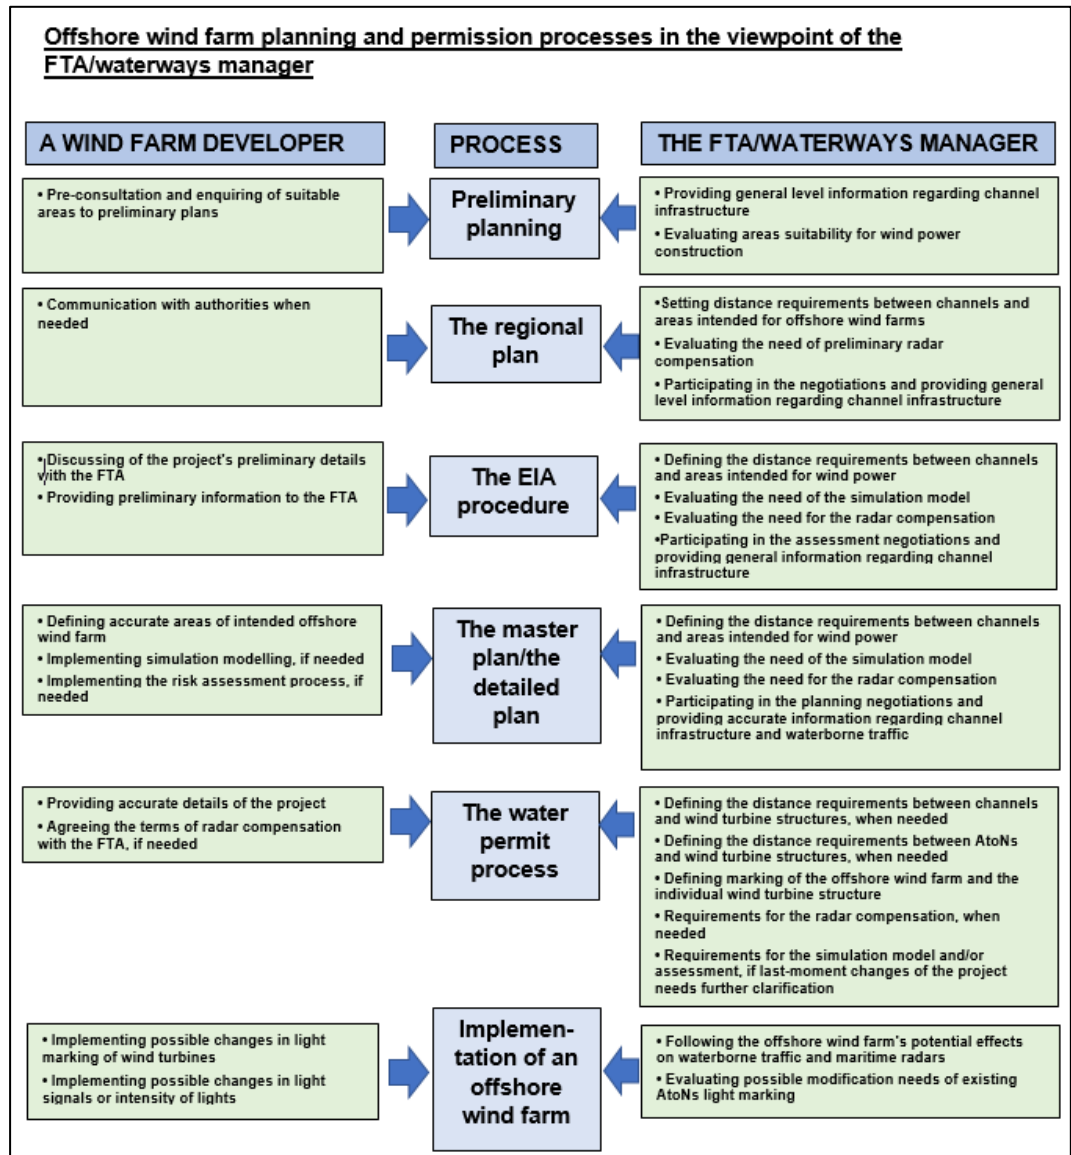 Offshore wind farm planning and permission processes in the viewpoint of the
FTA/waterways manager
A WIND FARM DEVELOPER
PROCESS
THE FTA/WATERWAYS MANAGER
• Pre-consultation and enquiring of suitable
areas to preliminary plans
Preliminary
planning
• Providing general level information regarding channel
infrastructure
• Evaluating areas suitability for wind power
construction
• Communication with authorities when
needed
The regional
plan
•Setting distance requirements between channels and
areas intended for offshore wind farms
• Evaluating the need of preliminary radar
compensation
• Participating in the negotiations and providing general
level information regarding channel infrastructure
• Discussing of the project's preliminary details
with the FTA
• Providing preliminary information to the FTA
The EIA
procedure
• Defining the distance requirements between channels
and areas intended for wind power
• Evaluating the need of the simulation model
• Evaluating the need for the radar compensation
•Participating in the assessment negotiations and
providing general information regarding channel
infrastructure
• Defining accurate areas of intended offshore
wind farm
• Implementing simulation modelling, if needed
• Implementing the risk assessment process, if
needed
The master
plan/the
detailed
plan
• Defining the distance requirements between channels
and areas intended for wind power
• Evaluating the need of the simulation model
• Evaluating the need for the radar compensation
• Participating in the planning negotiations and
providing accurate information regarding channel
infrastructure and waterborne traffic
• Providing accurate details of the project
• Agreeing the terms of radar compensation
with the FTA, if needed
The water
permit
process
• Defining the distance requirements between channels
and wind turbine structures, when needed
• Defining the distance requirements between AtoNs
and wind turbine structures, when needed
• Defining marking of the offshore wind farm and the
individual wind turbine structure
• Requirements for the radar compensation, when
needed
• Requirements for the simulation model and/or
assessment, if last-moment changes of the project
needs further clarification
• Implementing possible changes in light
marking of wind turbines
• Implementing possible changes in light
signals or intensity of lights
Implemen-
tation of an
offshore
wind farm
• Following the offshore wind farm's potential effects
on waterborne traffic and maritime radars
• Evaluating possible modification needs of existing
AtoNs light marking